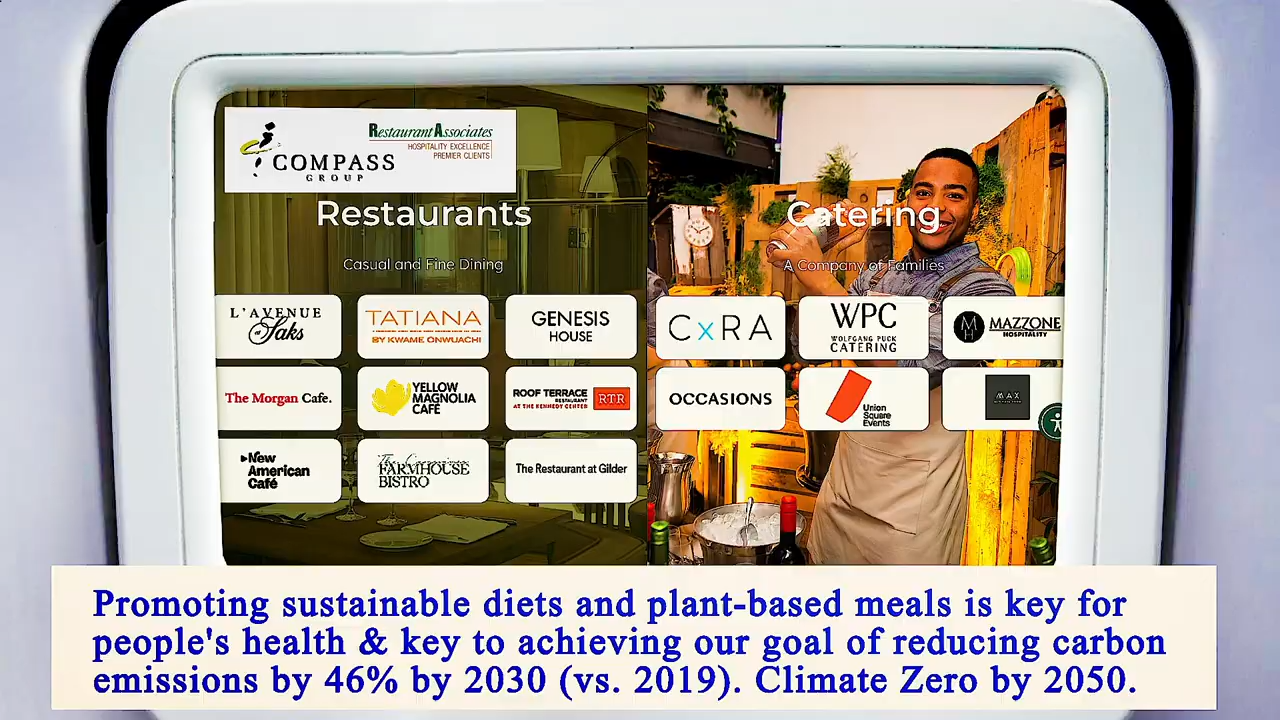 COMPASS
GROUP
Restaurant Associates
HOSPITALITY EXCELLENCE
PREMIER CLIENTS
Restaurants
Casual and Fine Dining
L'AVENUE
Saks
TATIANA
BY KWAME ONWUACHI
GENESIS
HOUSE
The Morgan Cafe.
YELLOW
MAGNOLIA
CAFÉ
ROOF TERRACE
RESTAURANT
AT THE KENNEDY CENTER
RTR
New
American
Café
FARMHOUSE
BISTRO
The Restaurant at Gilder
Catering
A Company of Families
CxRA
WPC
WOLFGANG PUCK
CATERING
MH
MAZZONE
HOSPITALITY
OCCASIONS
Union
Square
Events
MAX
Promoting sustainable diets and plant-based meals is key for
people's health & key to achieving our goal of reducing carbon
emissions by 46% by 2030 (vs. 2019). Climate Zero by 2050.